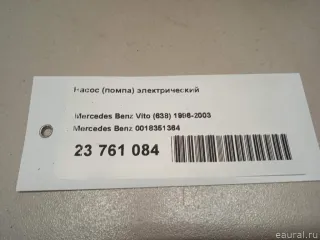 Насос (помпа) электрический
Mercedes Benz Vito (638) 1996-2003
Mercedes Benz 0018351364
23 761 084
eaural.ru